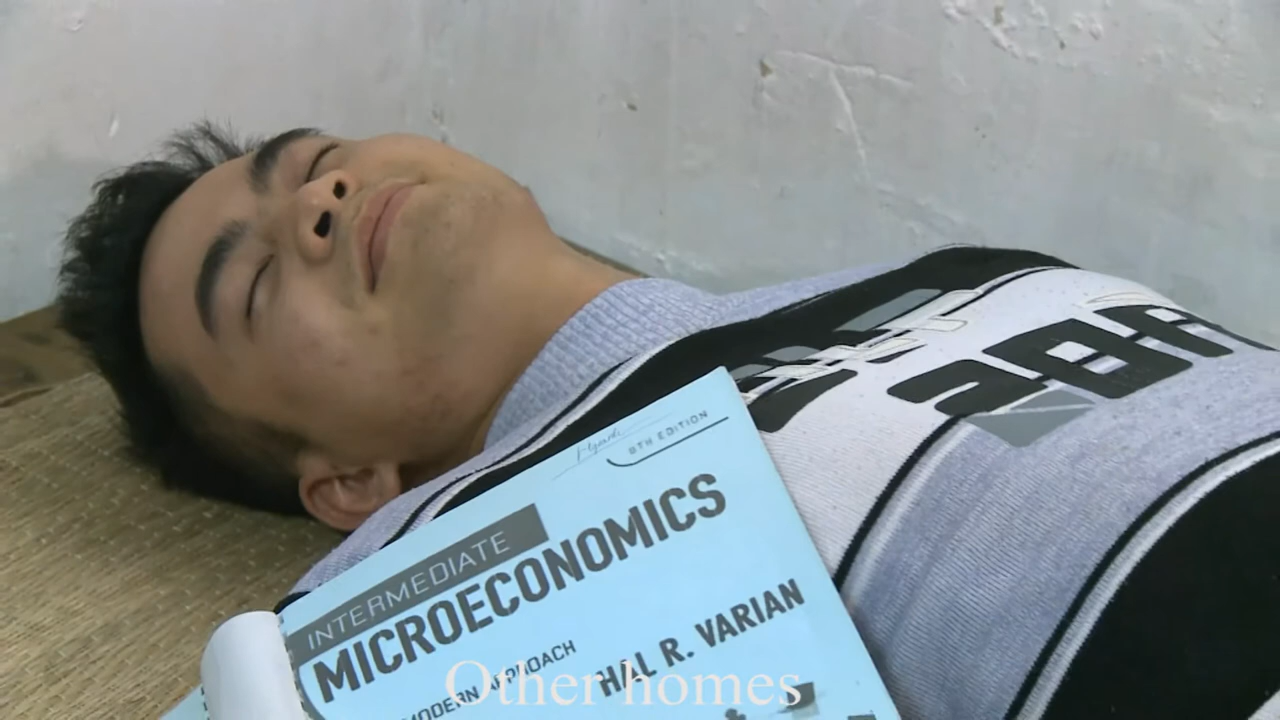 8TH EDITION
INTERMEDIATE
MICROECONOMICS
MODERN APPROACH
HAL R. VARIAN
Other homes